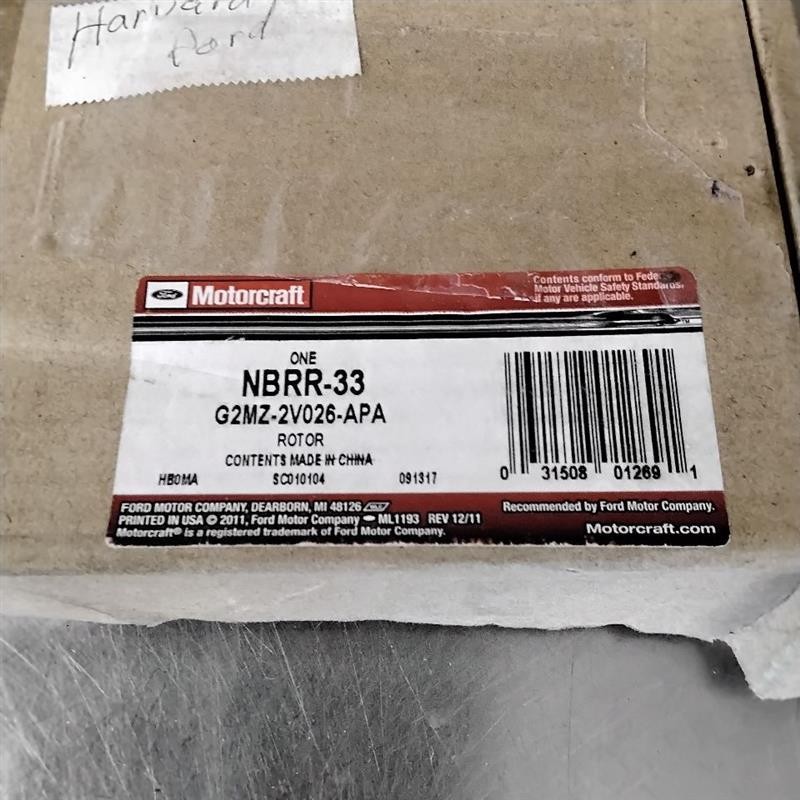 Harvard
Ford
Ford Motorcraft
Contents conform to Federal
Motor Vehicle Safety Standards,
if any are applicable.
ONE
NBRR-33
G2MZ-2V026-APA
ROTOR
CONTENTS MADE IN CHINA
HB0MA SC010104 091317
0 31508 01269 1
FORD MOTOR COMPANY, DEARBORN, MI 48126
PRINTED IN USA © 2011, Ford Motor Company ML1193 REV 12/11
Motorcraft® is a registered trademark of Ford Motor Company.
Recommended by Ford Motor Company.
Motorcraft.com